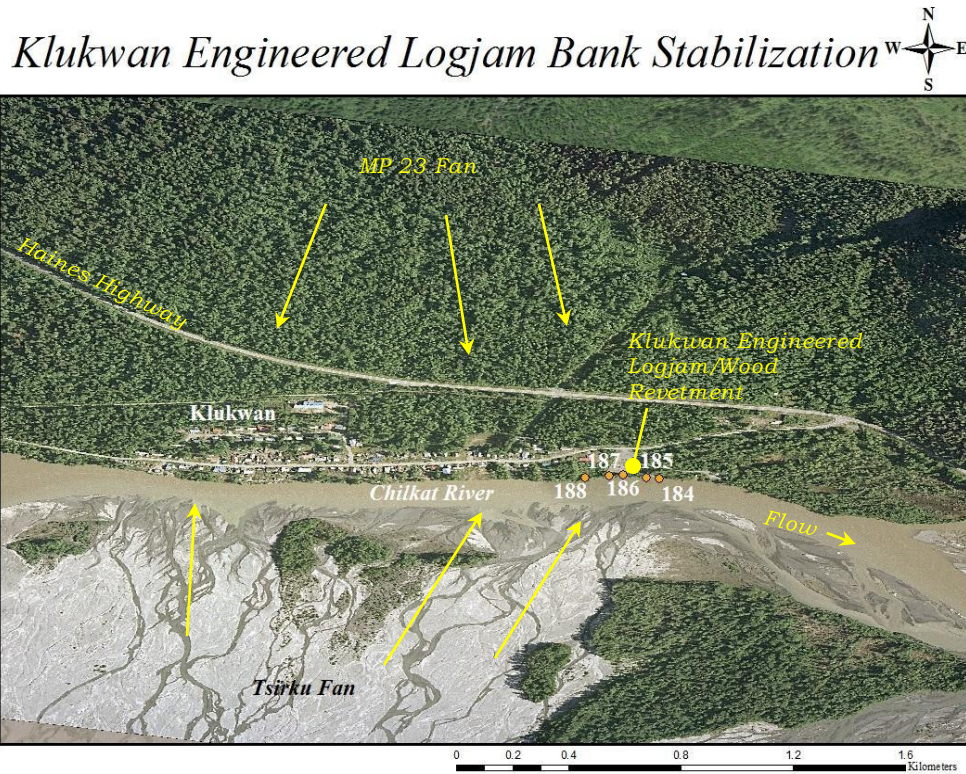 Klukwan Engineered Logjam Bank Stabilization
N
W E
S
MP 23 Fan
Haines Highway
Klukwan Engineered
Logjam/Wood
Revetment
Klukwan
187 185
188 186 184
Chilkat River
Flow
Tsirku Fan
0 0.2 0.4 0.8 1.2 1.6
Kilometers